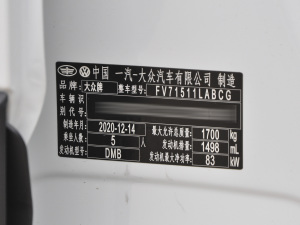 中国 一汽-大众汽车有限公司 制造
品牌 大众牌 整车型号 FV71511LABCG
车辆识别代号
制造年月 2020-12-14 最大允许总质量 1700 kg
乘坐人数 5 人 发动机排量 1498 mL
发动机型号 DMB 发动机最大净功率 83 kW